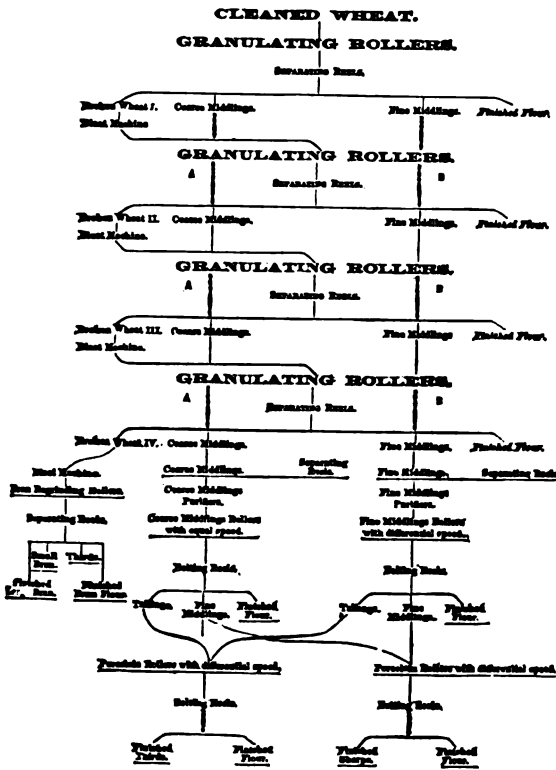 CLEANED WHEAT.
GRANULATING ROLLERS.
SEPARATING REELS.
Broken Wheat I. Coarse Middlings. Fine Middlings. Finished Flour.
Blast Machine
GRANULATING ROLLERS.
A B
SEPARATING REELS.
Broken Wheat II. Coarse Middlings. Fine Middlings. Finished Flour.
Blast Machine.
GRANULATING ROLLERS.
A B
SEPARATING REELS.
Broken Wheat III. Coarse Middlings. Fine Middlings Finished Flour.
Blast Machine.
GRANULATING ROLLERS.
A B
SEPARATING REELS.
Broken Wheat IV. Coarse Middlings. Fine Middlings. Finished Flour.
Blast Machine. Coarse Middlings. Separating Reels. Fine Middlings. Separating Reels
Bran Regrinding Rollers. Coarse Middlings Purifiers. Fine Middlings Purifiers.
Separating Reels. Coarse Middlings Rollers with equal speed. Fine Middlings Rollers with differential speed.
Small Bran. Thirds.
Finished Bran. Finished Bran Flour.
Bolting Reels. Bolting Reels.
Tailings. Fine Middlings. Finished Flour. Tailings. Fine Middlings. Finished Flour.
Porcelain Rollers with differential speed. Porcelain Rollers with differential speed.
Bolting Reels. Bolting Reels.
Finished Thirds. Finished Flour. Finished Sharps. Finished Flour.